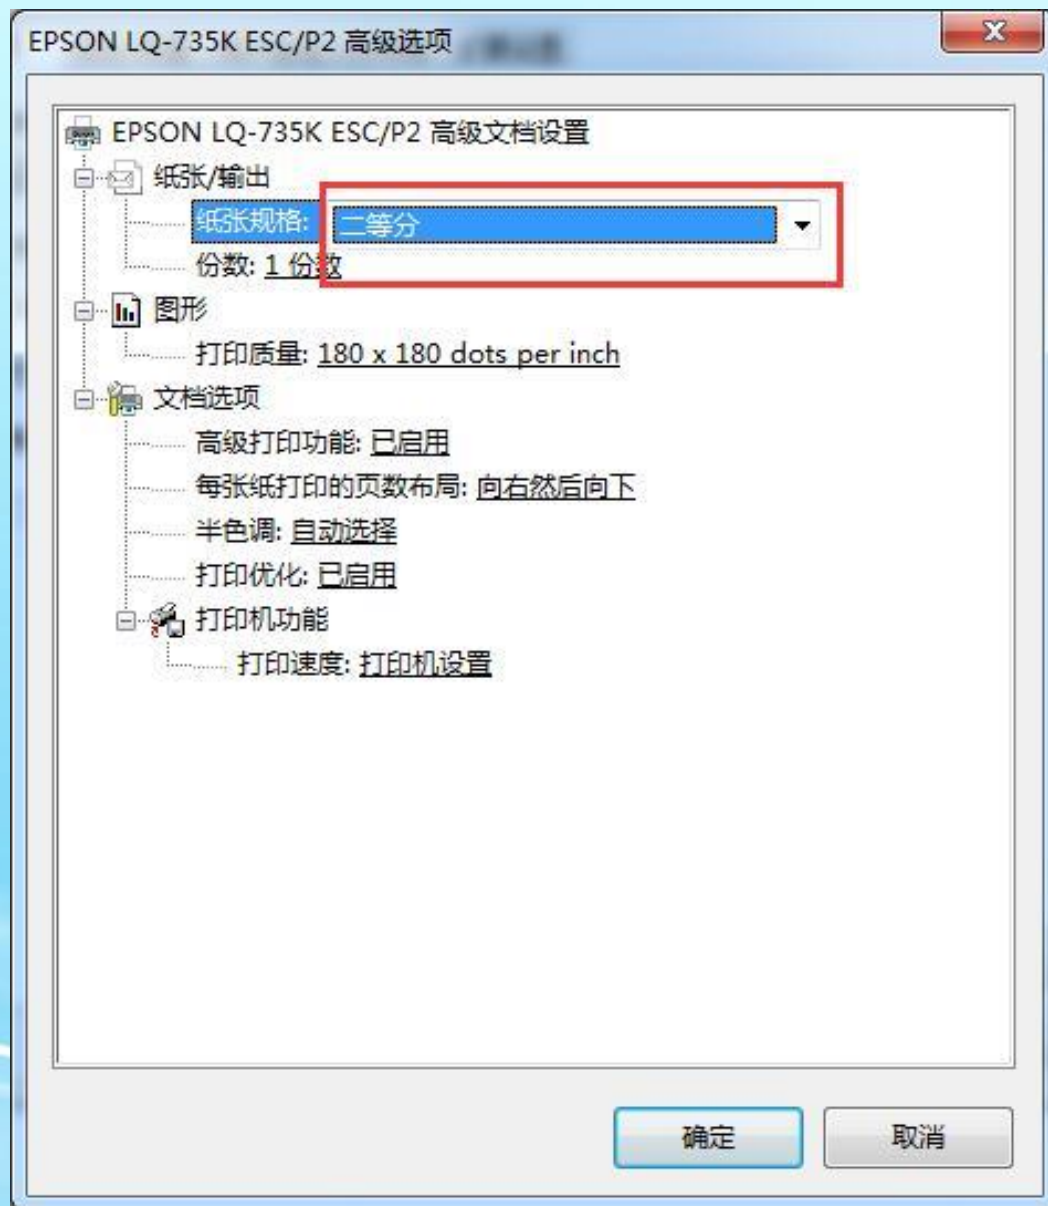 EPSON LQ-735K ESC/P2 高级选项
EPSON LQ-735K ESC/P2 高级文档设置
纸张/输出
纸张规格: 二等分
份数: 1 份数
图形
打印质量: 180 x 180 dots per inch
文档选项
高级打印功能: 已启用
每张纸打印的页数布局: 向右然后向下
半色调: 自动选择
打印优化: 已启用
打印机功能
打印速度: 打印机设置
确定 取消